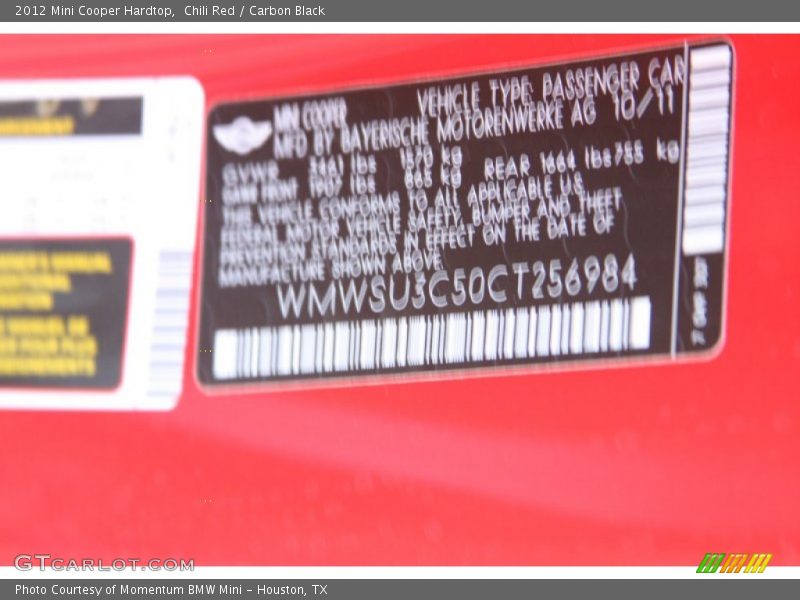 2012 Mini Cooper Hardtop,  Chili Red / Carbon Black
MINI COOPER VEHICLE TYPE: PASSENGER CAR
MFD BY BAYERISCHE MOTORENWERKE AG 10/11
GVWR lbs kg
GAWR FRONT 1907 lbs 865 kg REAR 1664 lbs 755 kg
THIS VEHICLE CONFORMS TO ALL APPLICABLE U.S.
FEDERAL MOTOR VEHICLE SAFETY, BUMPER AND THEFT
PREVENTION STANDARDS IN EFFECT ON THE DATE OF
MANUFACTURE SHOWN ABOVE.
WMWSU3C50CT256984
GTCARLOT.COM
Photo Courtesy of Momentum BMW Mini - Houston, TX